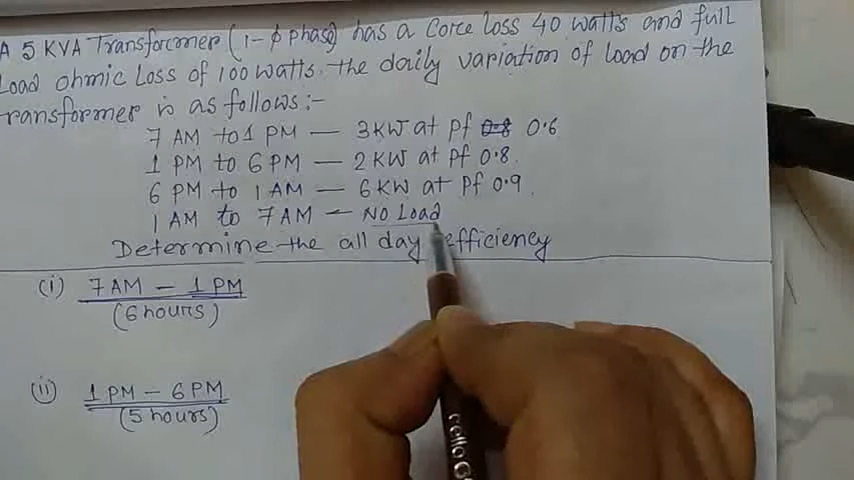 A 5 KVA Transformer (1-φ phase) has a Core loss 40 watts and full
Load ohmic Loss of 100 watts. the daily variation of load on the
transformer is as follows:-
7 AM to 1 PM — 3 KW at Pf 0.6
1 PM to 6 PM — 2 KW at Pf 0.8.
6 PM to 1 AM — 6 KW at Pf 0.9.
1 AM to 7 AM — No Load
Determine the all day efficiency
(i) 7 AM — 1 PM
(6 hours)
(ii) 1 PM — 6 PM
(5 hours)
cello